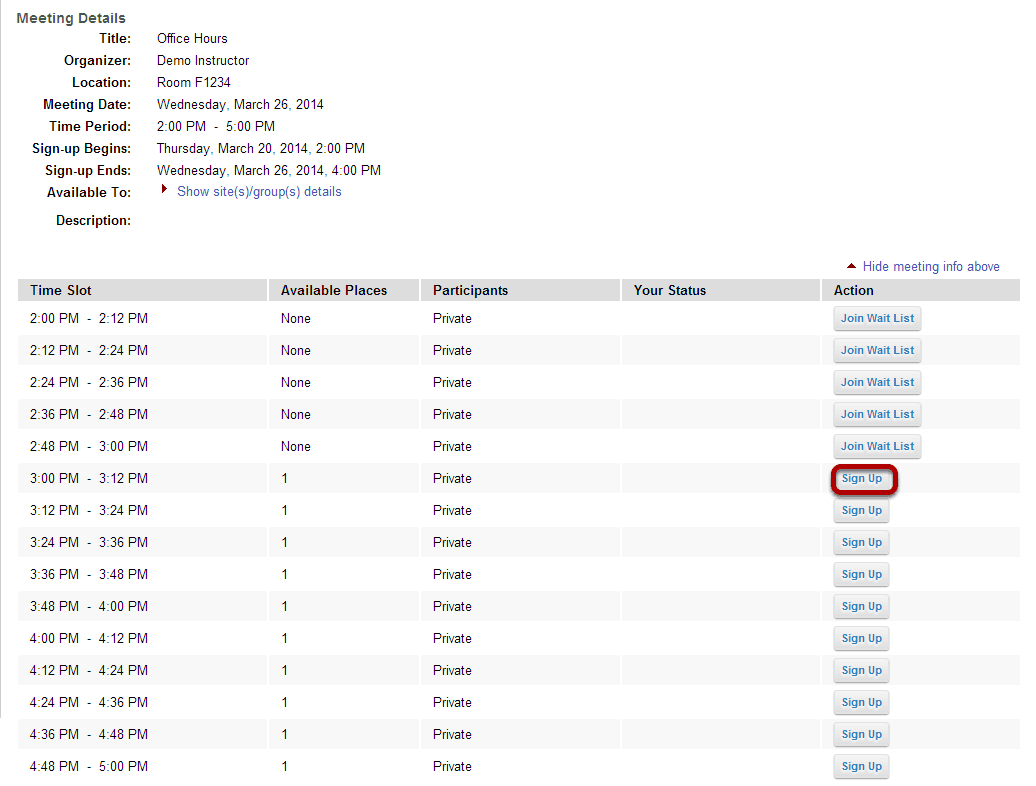 Meeting Details
Title: Office Hours
Organizer: Demo Instructor
Location: Room F1234
Meeting Date: Wednesday, March 26, 2014
Time Period: 2:00 PM - 5:00 PM
Sign-up Begins: Thursday, March 20, 2014, 2:00 PM
Sign-up Ends: Wednesday, March 26, 2014, 4:00 PM
Available To: Show site(s)/group(s) details
Description:
Hide meeting info above
Time Slot Available Places Participants Your Status Action
2:00 PM - 2:12 PM None Private Join Wait List
2:12 PM - 2:24 PM None Private Join Wait List
2:24 PM - 2:36 PM None Private Join Wait List
2:36 PM - 2:48 PM None Private Join Wait List
2:48 PM - 3:00 PM None Private Join Wait List
3:00 PM - 3:12 PM 1 Private Sign Up
3:12 PM - 3:24 PM 1 Private Sign Up
3:24 PM - 3:36 PM 1 Private Sign Up
3:36 PM - 3:48 PM 1 Private Sign Up
3:48 PM - 4:00 PM 1 Private Sign Up
4:00 PM - 4:12 PM 1 Private Sign Up
4:12 PM - 4:24 PM 1 Private Sign Up
4:24 PM - 4:36 PM 1 Private Sign Up
4:36 PM - 4:48 PM 1 Private Sign Up
4:48 PM - 5:00 PM 1 Private Sign Up